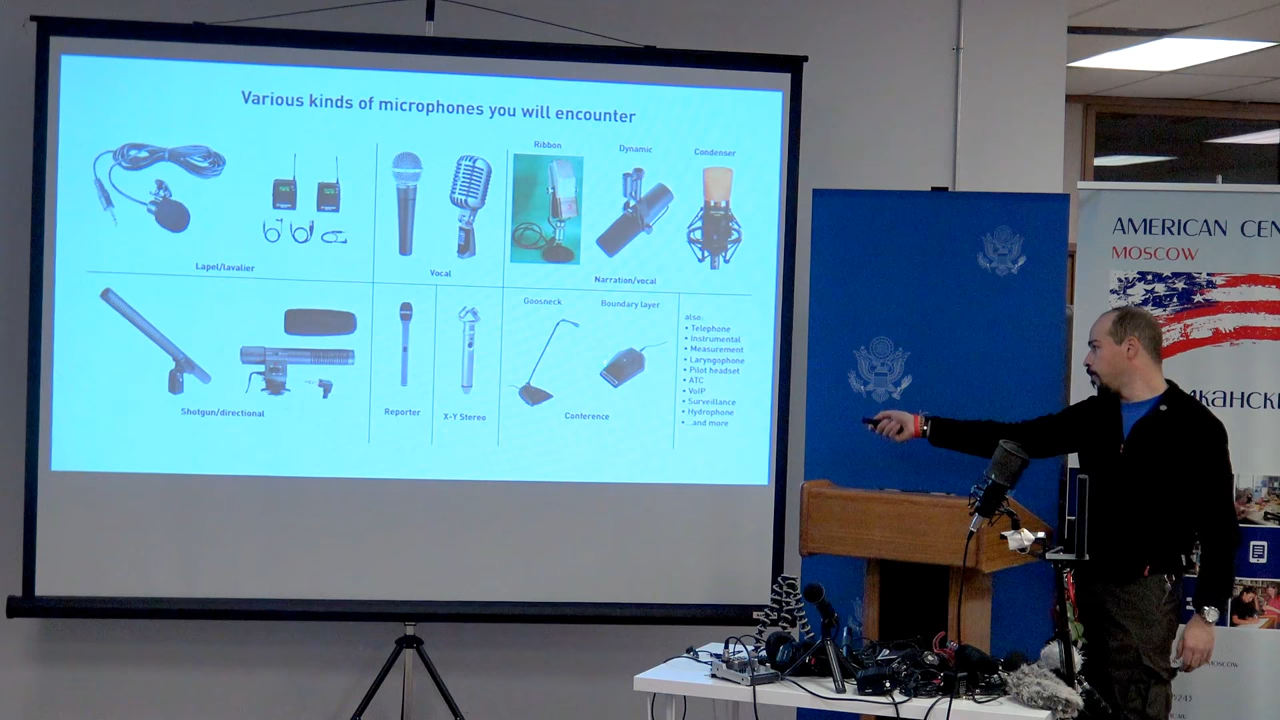 Various kinds of microphones you will encounter
Ribbon
Dynamic
Condenser
Lapel/lavalier
Vocal
Narration/vocal
Goosneck
Boundary layer
Shotgun/directional
Reporter
X-Y Stereo
Conference
also:
• Telephone
• Instrumental
• Measurement
• Laryngophone
• Pilot headset
• ATC
• VoIP
• Surveillance
• Hydrophone
• ...and more
AMERICAN CEN
MOSCOW
MOSCOW